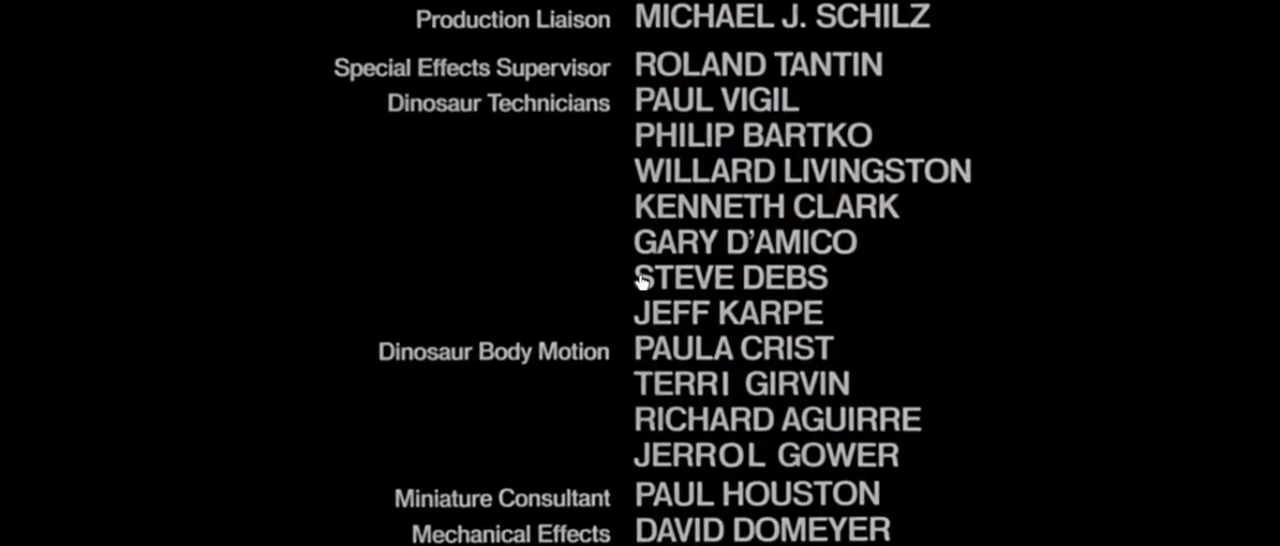 Production Liaison MICHAEL J. SCHILZ
Special Effects Supervisor ROLAND TANTIN
Dinosaur Technicians PAUL VIGIL
PHILIP BARTKO
WILLARD LIVINGSTON
KENNETH CLARK
GARY D'AMICO
STEVE DEBS
JEFF KARPE
Dinosaur Body Motion PAULA CRIST
TERRI GIRVIN
RICHARD AGUIRRE
JERROL GOWER
Miniature Consultant PAUL HOUSTON
Mechanical Effects DAVID DOMEYER